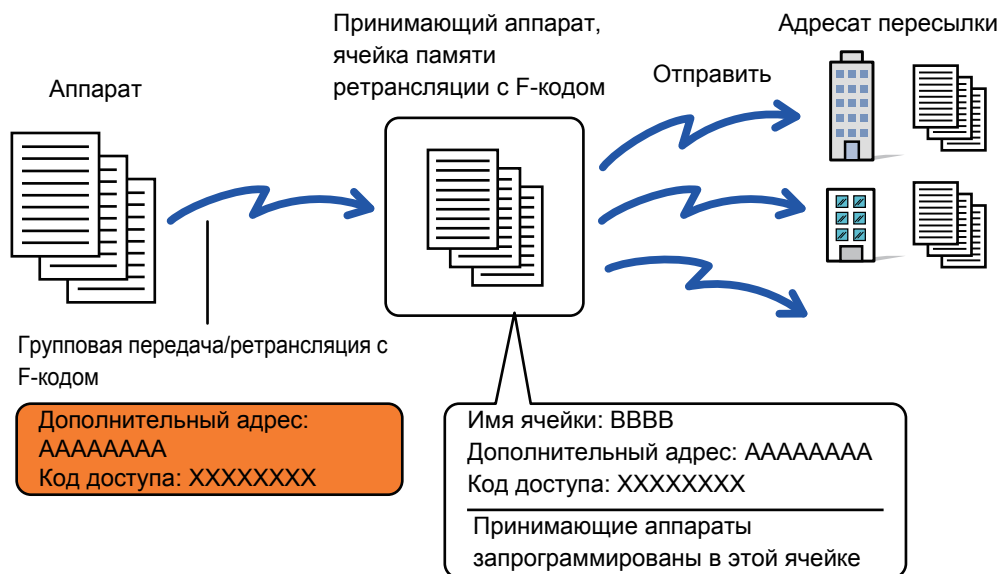 Аппарат
Принимающий аппарат,
ячейка памяти
ретрансляции с F-кодом
Отправить
Адресат пересылки
Групповая передача/ретрансляция с
F-кодом
Дополнительный адрес:
AAAAAAAA
Код доступа: XXXXXXXX
Имя ячейки: BBBB
Дополнительный адрес: AAAAAAAA
Код доступа: XXXXXXXX
Принимающие аппараты
запрограммированы в этой ячейке